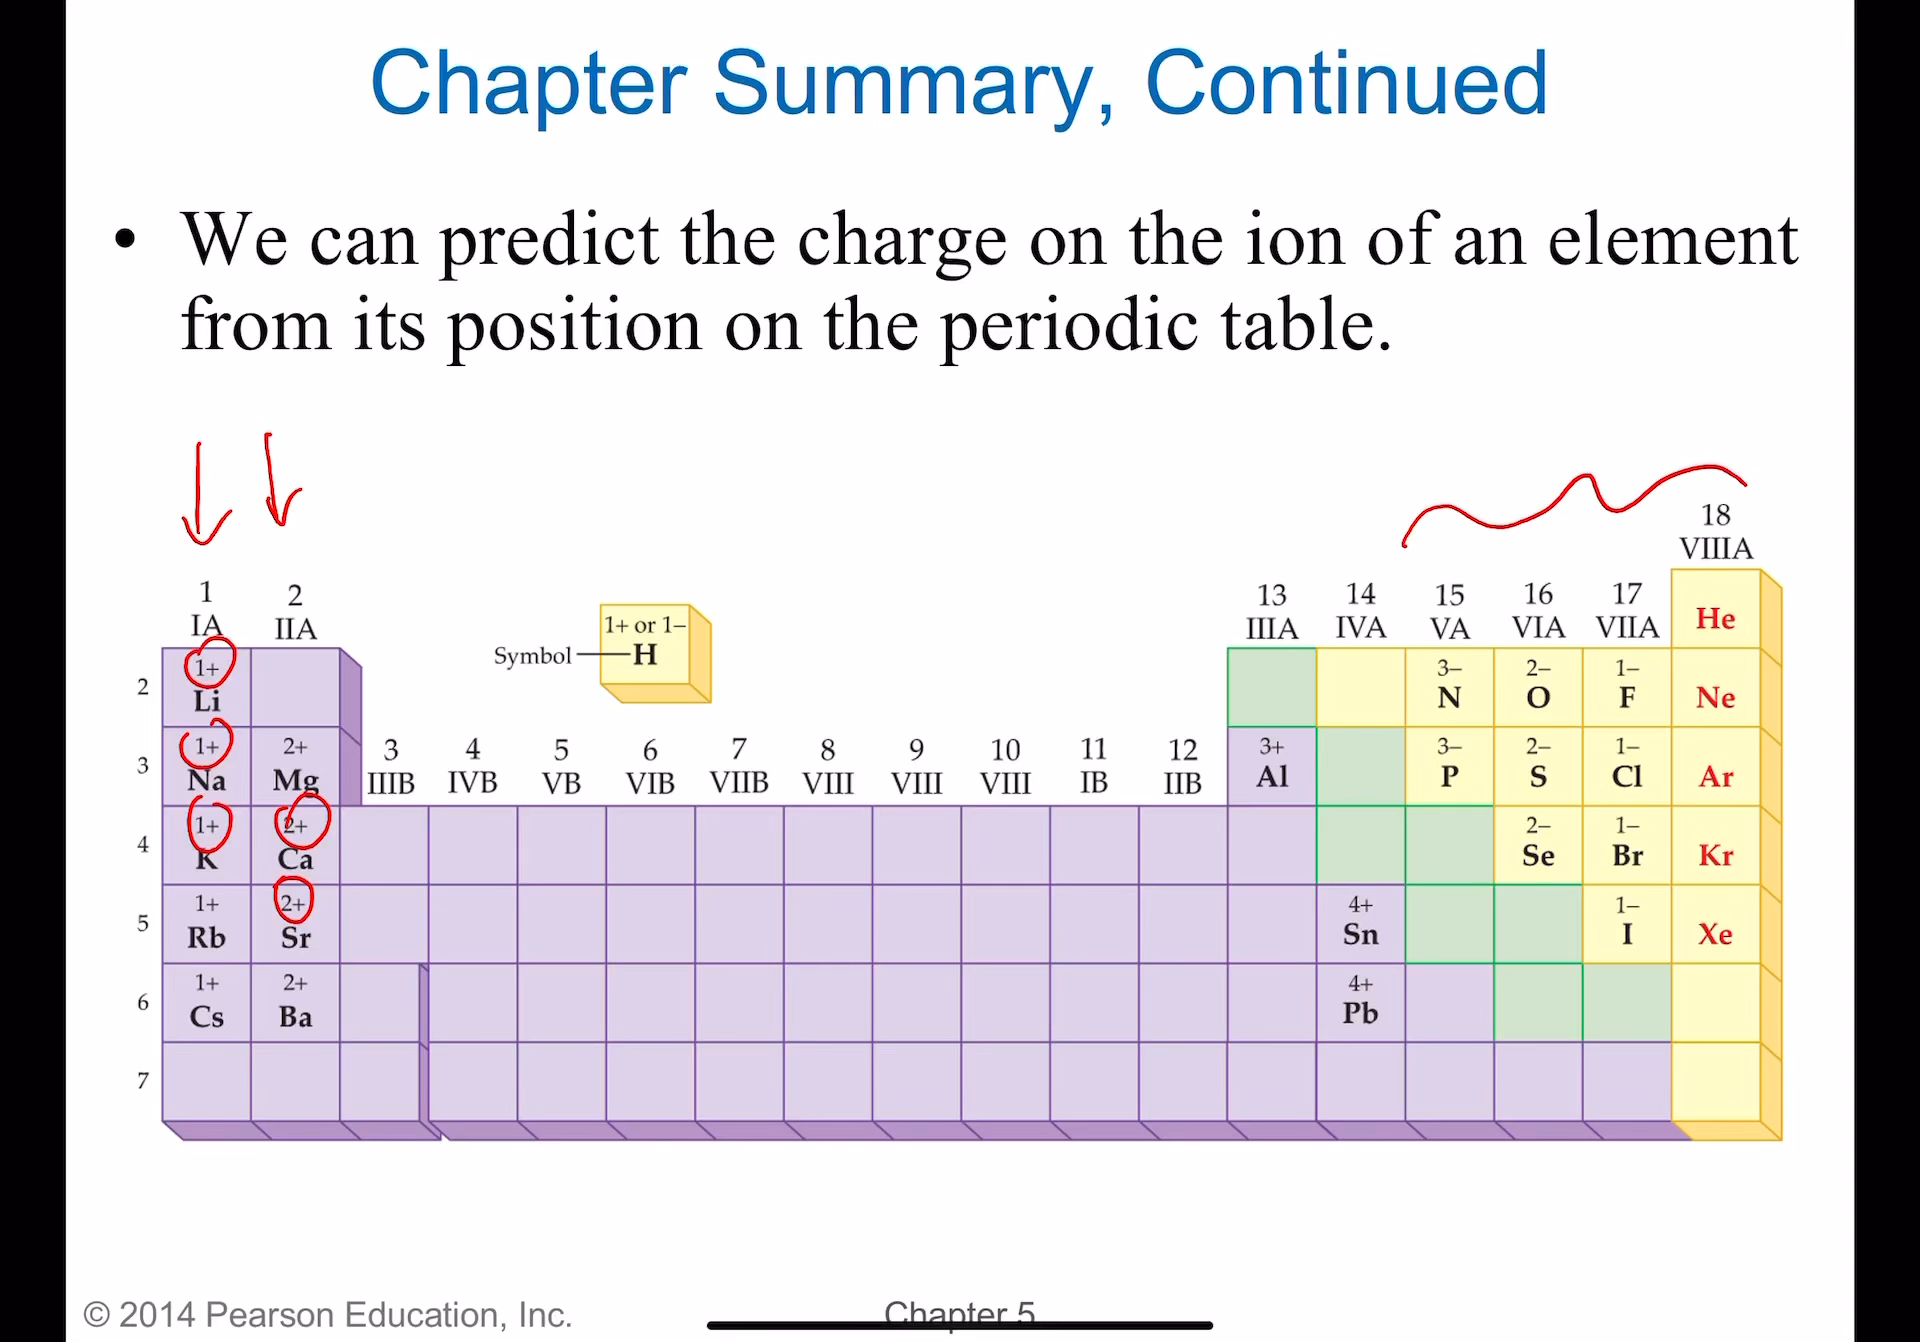 Chapter Summary, Continued
• We can predict the charge on the ion of an element
from its position on the periodic table.
18
VIIIA
1 2 13 14 15 16 17
IA IIA IIIA IVA VA VIA VIIA He
1+ or 1–
Symbol H
1+ 3– 2– 1–
2 Li N O F Ne
3 4 5 6 7 8 9 10 11 12
IIIB IVB VB VIB VIIB VIII VIII VIII IB IIB
1+ 2+ 3+ 3– 2– 1–
3 Na Mg Al P S Cl Ar
1+ 2+ 2– 1–
4 K Ca Se Br Kr
1+ 2+ 4+ 1–
5 Rb Sr Sn I Xe
1+ 2+ 4+
6 Cs Ba Pb
7
© 2014 Pearson Education, Inc. Chapter 5